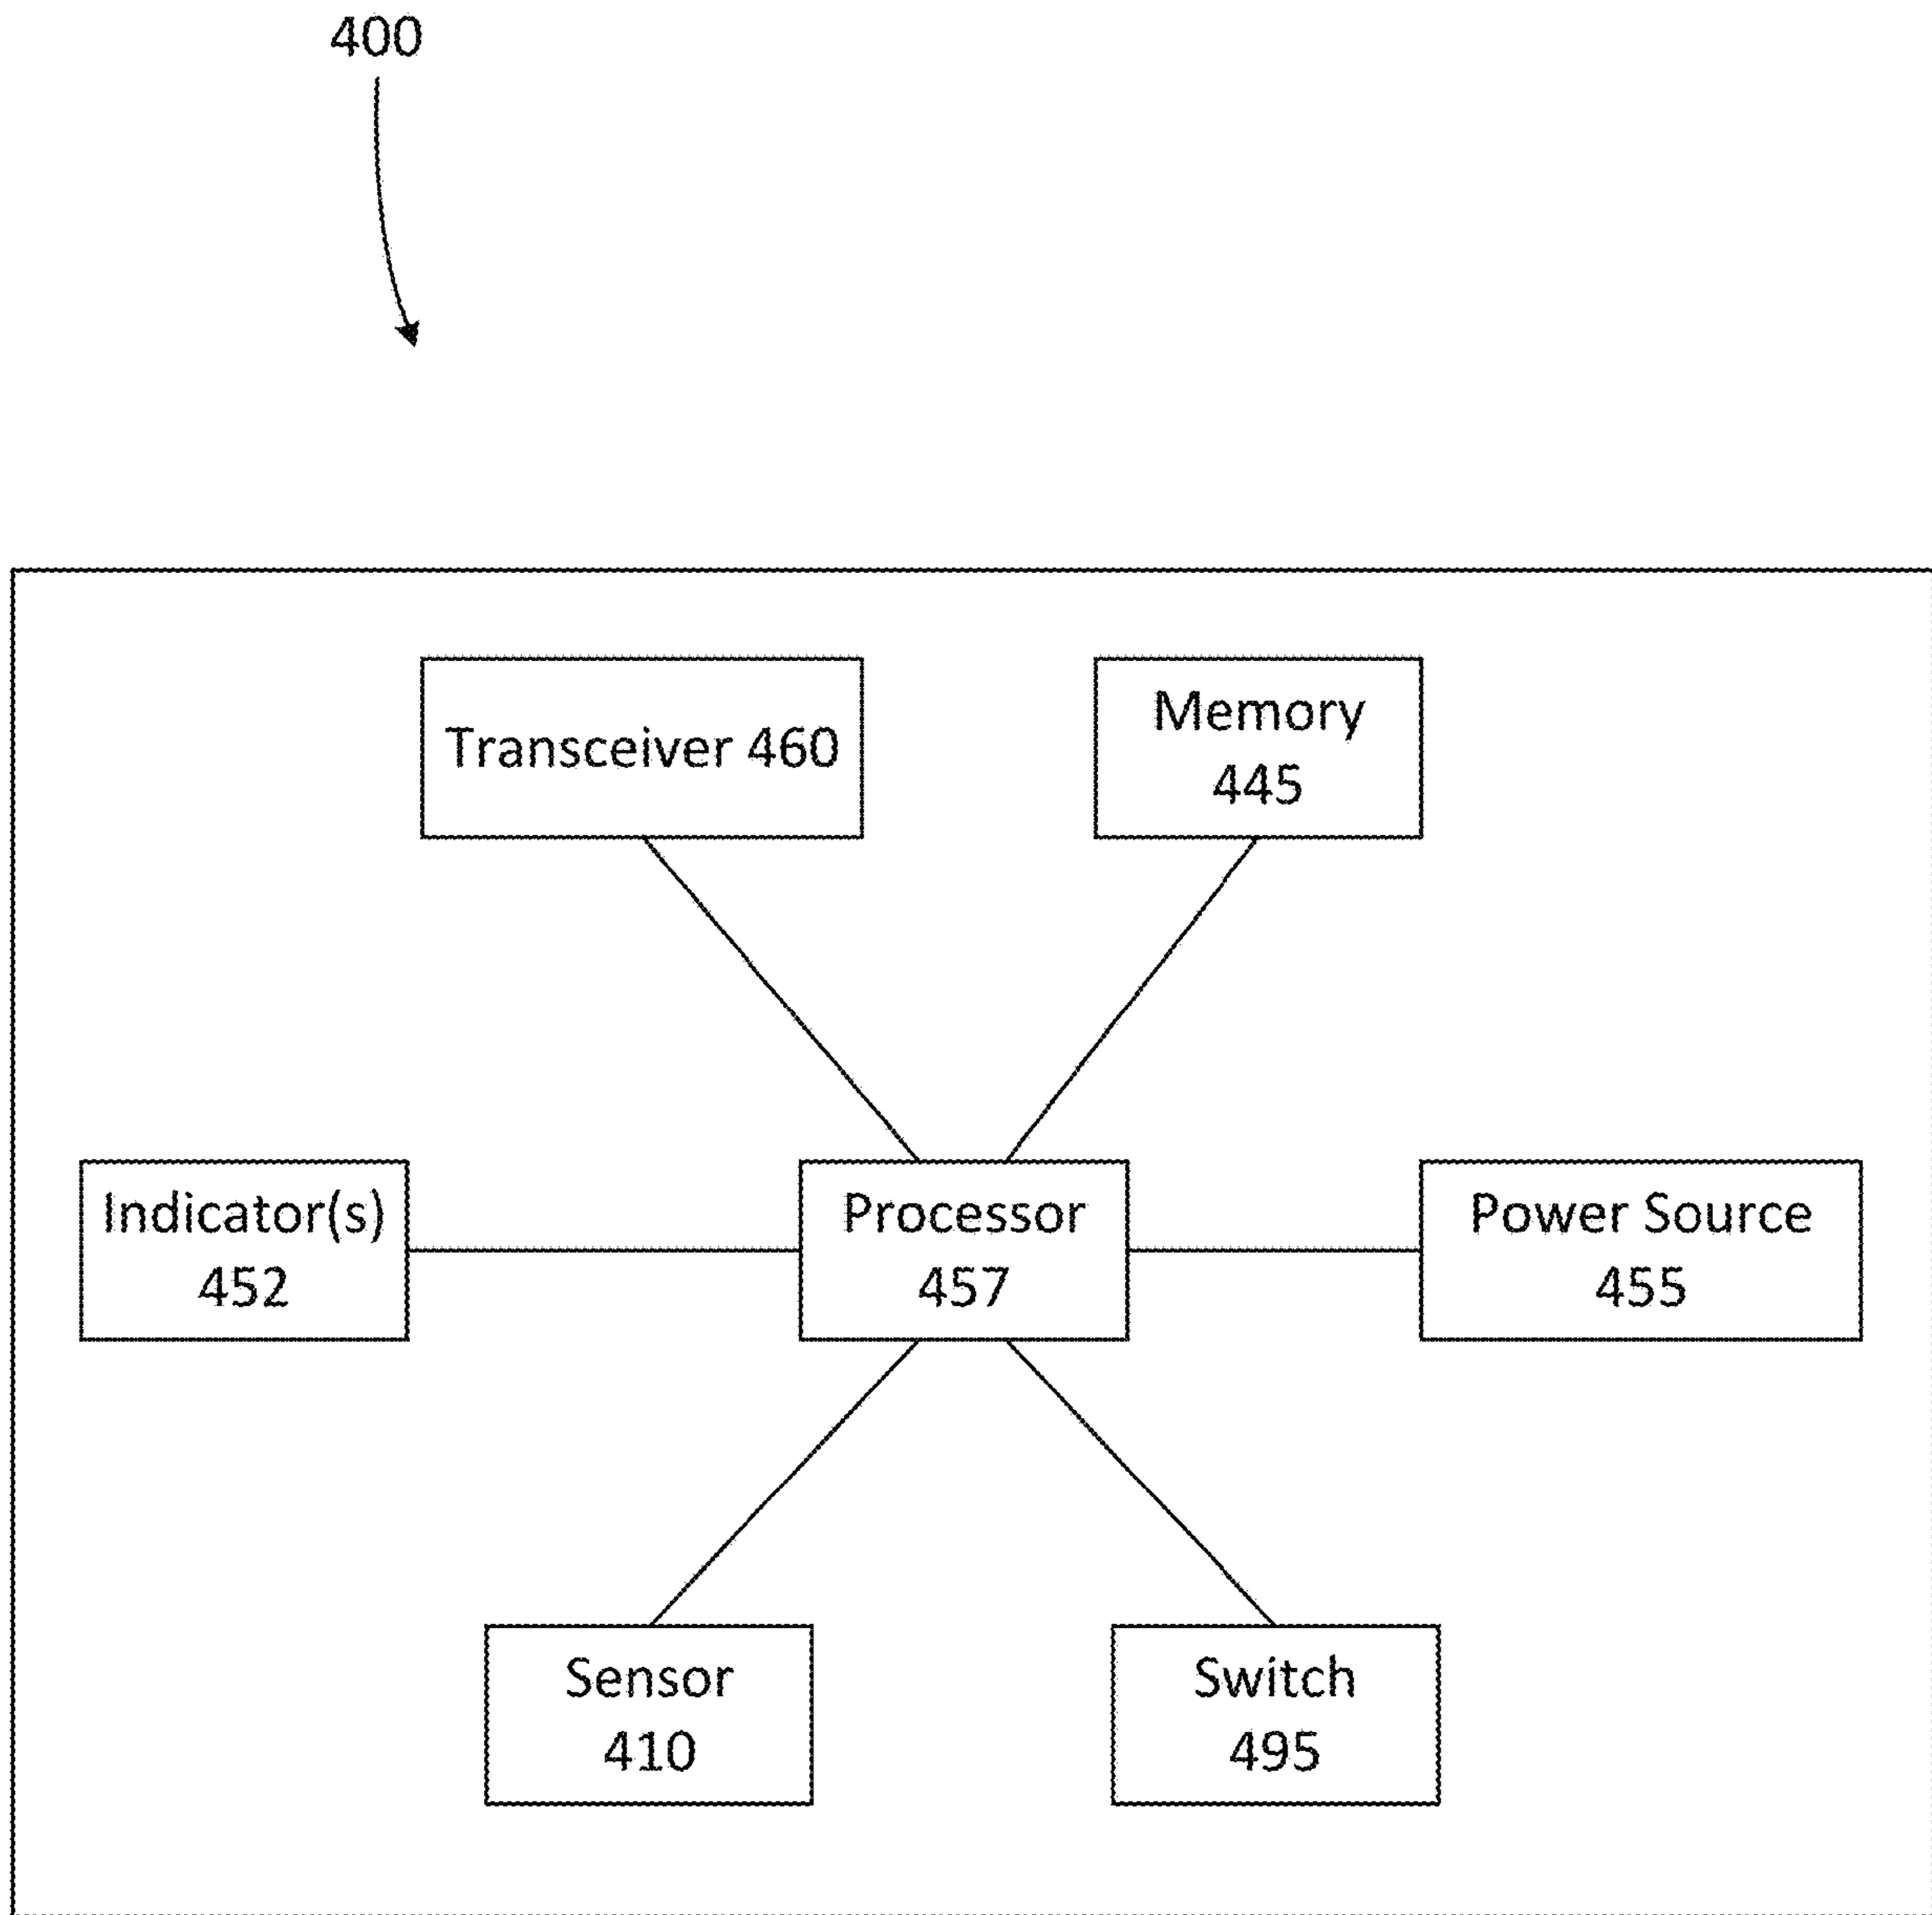 400
Transceiver 460
Memory
445
Indicator(s)
452
Processor
457
Power Source
455
Sensor
410
Switch
495